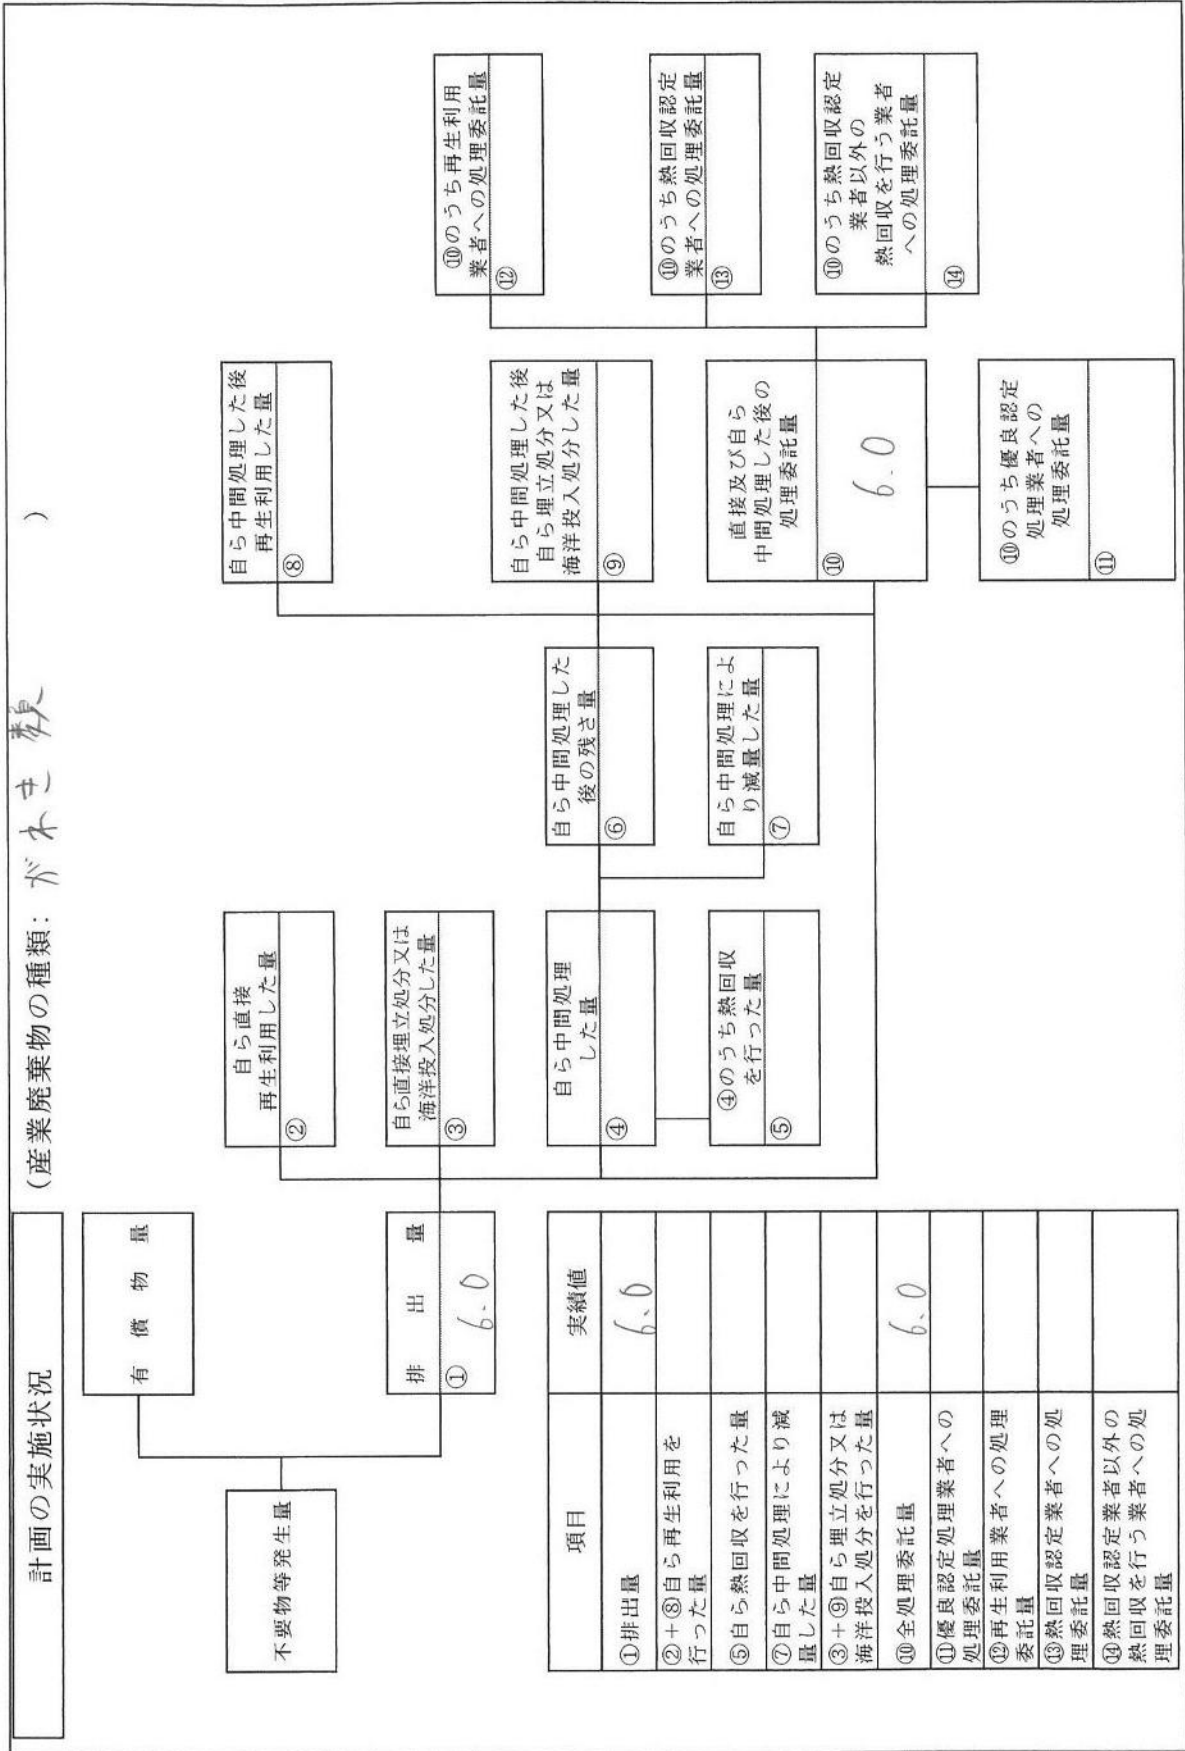 計画の実施状況
(産業廃棄物の種類: がれき類 )
有償物量
不要物等発生量
排出量
① 6.0
自ら直接
再生利用した量
②
自ら直接埋立処分又は
海洋投入処分した量
③
自ら中間処理
した量
④
④のうち熱回収
を行った量
⑤
自ら中間処理した
後の残さ量
⑥
自ら中間処理によ
り減量した量
⑦
自ら中間処理した後
再生利用した量
⑧
自ら中間処理した後
自ら埋立処分又は
海洋投入処分した量
⑨
直接及び自ら
中間処理した後の
処理委託量
⑩ 6.0
⑩のうち優良認定
処理業者への
処理委託量
⑪
⑩のうち再生利用
業者への処理委託量
⑫
⑩のうち熱回収認定
業者への処理委託量
⑬
⑩のうち熱回収認定
業者以外の
熱回収を行う業者
への処理委託量
⑭
項目 実績値
①排出量 6.0
②+⑧自ら再生利用を
行った量
⑤自ら熱回収を行った量
⑦自ら中間処理により減
量した量
③+⑨自ら埋立処分又は
海洋投入処分を行った量
⑩全処理委託量 6.0
⑪優良認定処理業者への
処理委託量
⑫再生利用業者への処理
委託量
⑬熱回収認定業者への処
理委託量
⑭熱回収認定業者以外の
熱回収を行う業者への処
理委託量